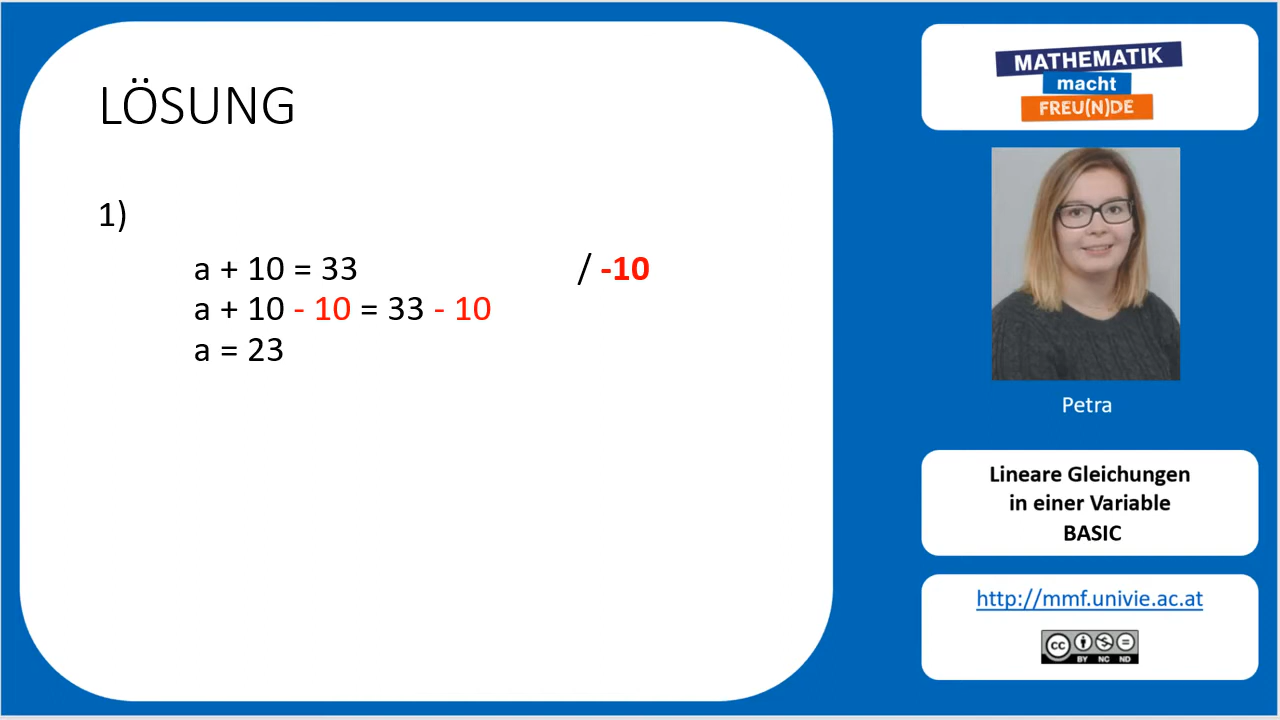 LÖSUNG
1)
a + 10 = 33 / -10
a + 10 - 10 = 33 - 10
a = 23
MATHEMATIK
macht
FREU(N)DE
Petra
Lineare Gleichungen
in einer Variable
BASIC
http://mmf.univie.ac.at
cc
BY NC ND